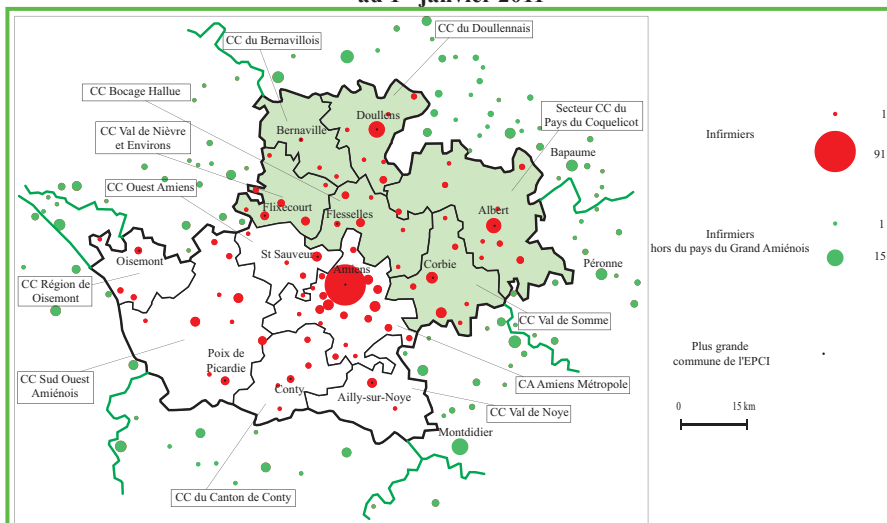 au 1er janvier 2011
CC du Doullennais
CC du Bernavillois
CC Bocage Hallue
Secteur CC du
Pays du Coquelicot
CC Val de Nièvre
et Environs
CC Ouest Amiens
Doullens
Bernaville
Bapaume
Flixecourt
Flesselles
Albert
St Sauveur
Oisemont
Amiens
Corbie
Péronne
CC Région de
Oisemont
CC Val de Somme
Poix de
Picardie
CC Sud Ouest
Amiénois
CA Amiens Métropole
Conty
Ailly-sur-Noye
CC Val de Noye
Montdidier
CC du Canton de Conty
Infirmiers
1
91
Infirmiers
hors du pays du Grand Amiénois
1
15
Plus grande
commune de l'EPCI
0 15 km